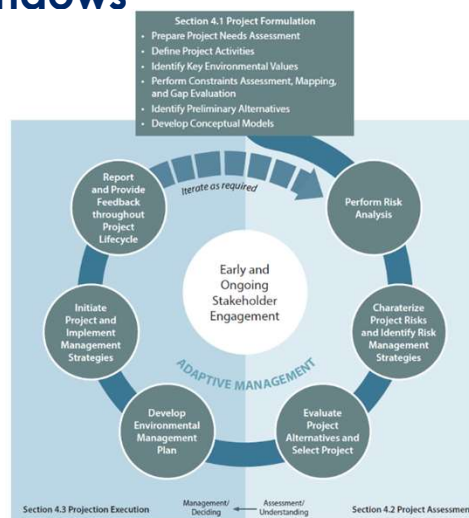 ndows
Section 4.1 Project Formulation
• Prepare Project Needs Assessment
• Define Project Activities
• Identify Key Environmental Values
• Perform Constraints Assessment, Mapping,
and Gap Evaluation
• Identify Preliminary Alternatives
• Develop Conceptual Models
Report
and Provide
Feedback
throughout
Project
Lifecycle
Iterate as required
Perform Risk
Analysis
Early and
Ongoing
Stakeholder
Engagement
Initiate
Project and
Implement
Management
Strategies
Charaterize
Project Risks
and Identify Risk
Management
Strategies
ADAPTIVE MANAGEMENT
Develop
Environmental
Management
Plan
Evaluate
Project
Alternatives and
Select Project
Section 4.3 Projection Execution
Management/
Deciding
Assessment/
Understanding
Section 4.2 Project Assessment